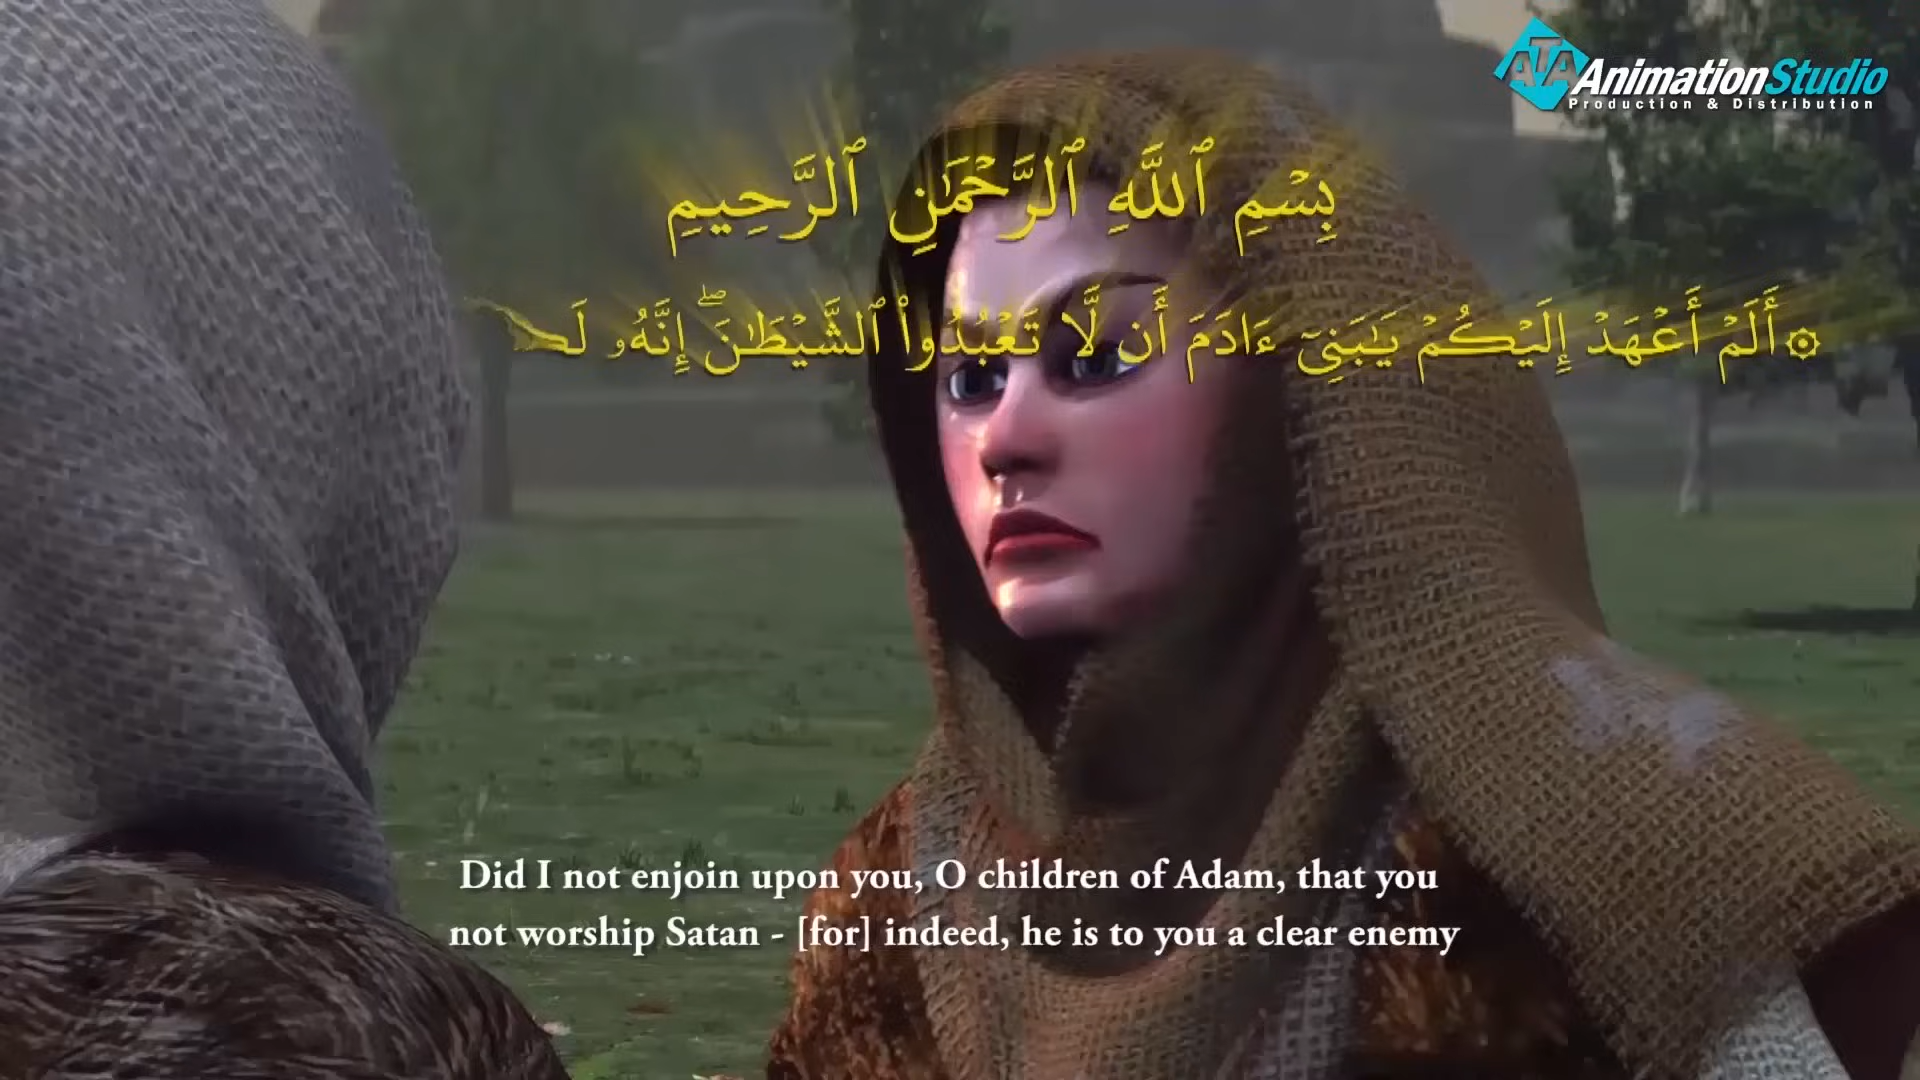 ATA AnimationStudio
Production & Distribution
بِسْمِ ٱللَّهِ ٱلرَّحْمَٰنِ ٱلرَّحِيمِ
۞أَلَمْ أَعْهَدْ إِلَيْكُمْ يَٰبَنِىٓ ءَادَمَ أَن لَّا تَعْبُدُوا۟ ٱلشَّيْطَٰنَ ۖ إِنَّهُۥ
Did I not enjoin upon you, O children of Adam, that you
not worship Satan - [for] indeed, he is to you a clear enemy